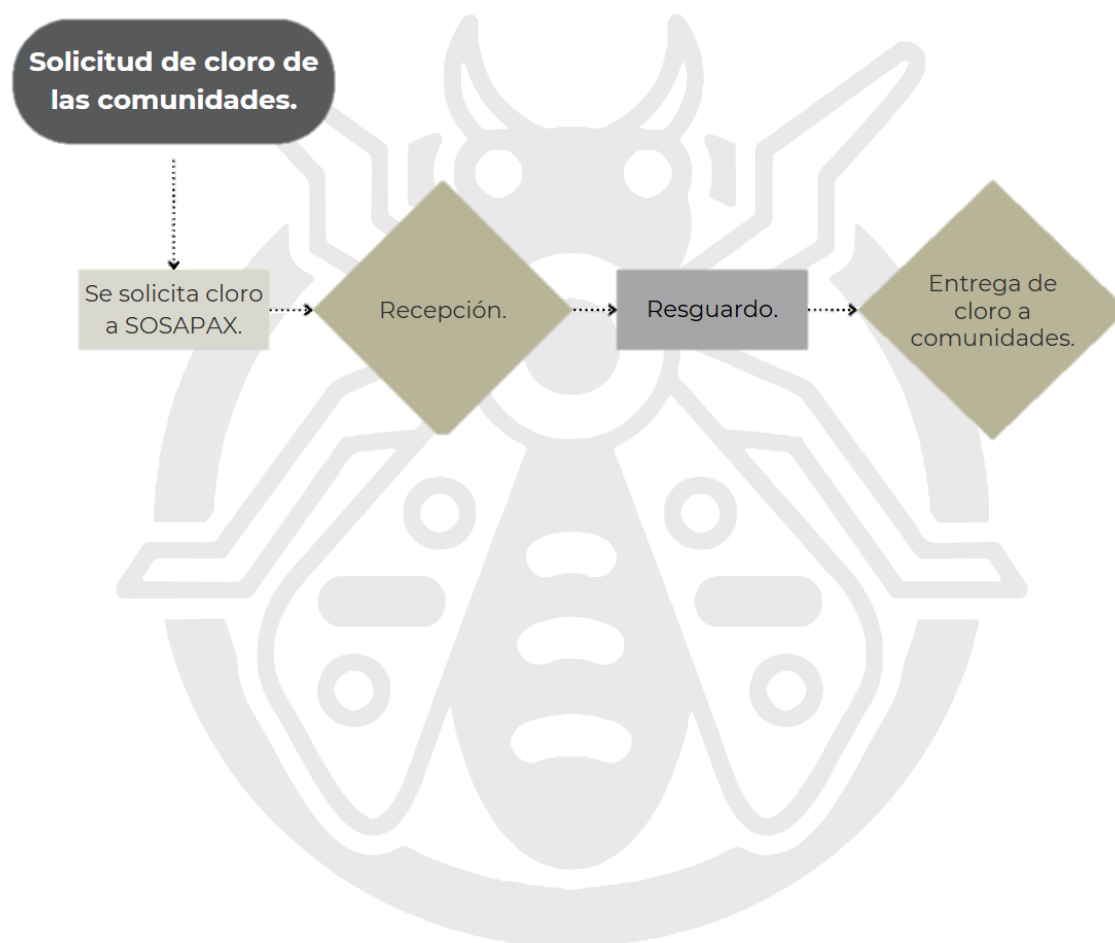 Solicitud de cloro de
las comunidades.
Se solicita cloro
a SOSAPAX.
Recepción.
Resguardo.
Entrega de
cloro a
comunidades.